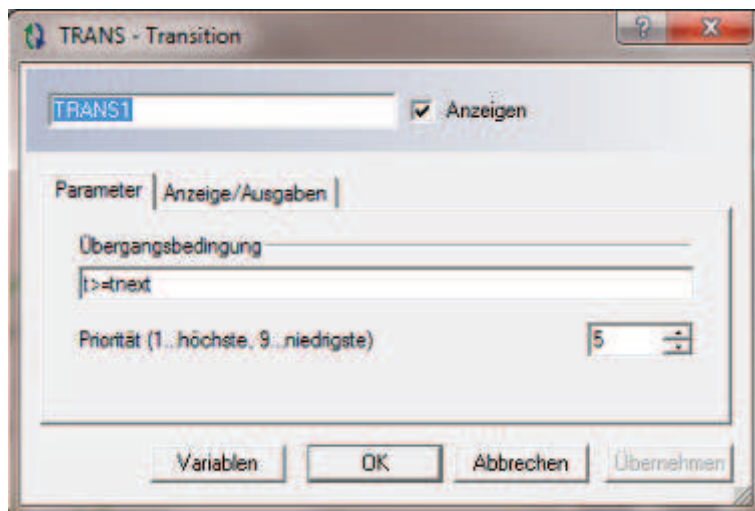 TRANS - Transition
TRANS1 Anzeigen
Parameter Anzeige/Ausgaben
Übergangsbedingung
t>=tnext
Priorität (1...höchste, 9...niedrigste) 5
Variablen OK Abbrechen Übernehmen